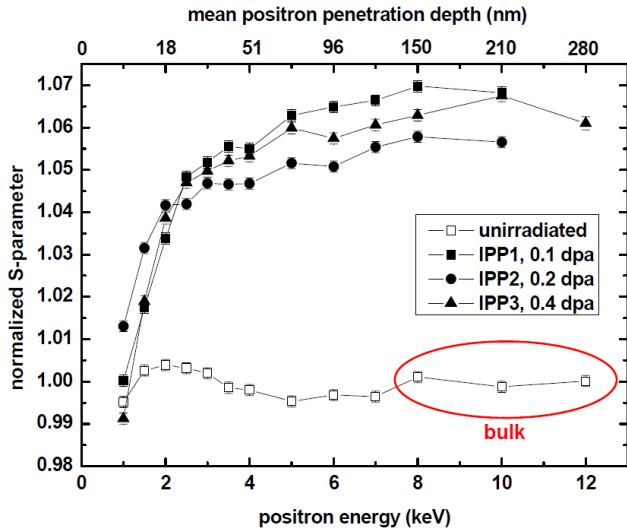 mean positron penetration depth (nm)
0 18 51 96 150 210 280
1.07
1.06
1.05
1.04
1.03
1.02
1.01
1.00
0.99
0.98
normalized S-parameter
unirradiated
IPP1, 0.1 dpa
IPP2, 0.2 dpa
IPP3, 0.4 dpa
bulk
0 2 4 6 8 10 12
positron energy (keV)